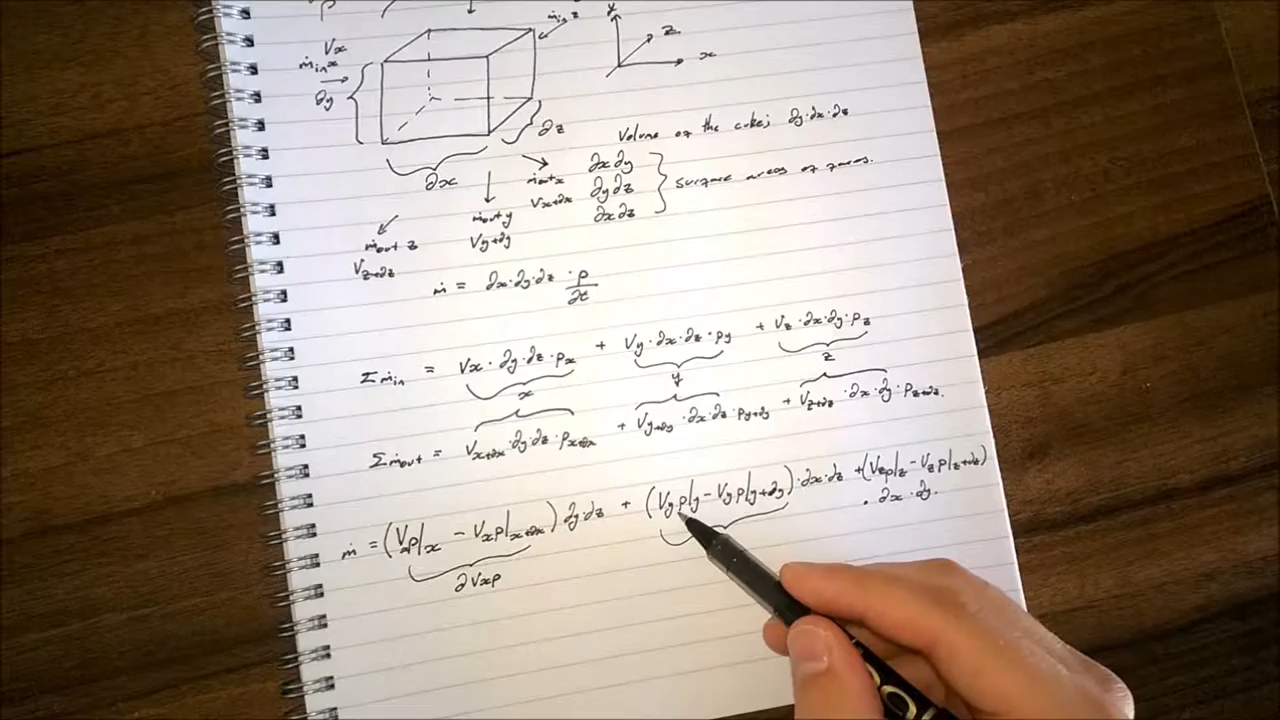 ρ
ṁin z
y
z
x
Vx
ṁin x
∂y
∂z
Volume of the cube; ∂y·∂x·∂z
∂x
ṁout x ∂x∂y
Vx+∂x ∂y∂z } surface areas of faces.
∂x∂z
ṁout y
Vy+∂y
ṁout z
Vz+∂z
ṁ = ∂x·∂y·∂z · ρ/∂t
Σṁin = Vx·∂y·∂z·ρx + Vy·∂x·∂z·ρy + Vz·∂x·∂y·ρz
x y z
Σṁout = Vx+∂x·∂y·∂z·ρx+∂x + Vy+∂y·∂x·∂z·ρy+∂y + Vz+∂z·∂x·∂y·ρz+∂z.
ṁ = (Vxρ|x − Vxρ|x+∂x)∂y·∂z + (Vyρ|y − Vyρ|y+∂y)·∂x·∂z + (Vzρ|z − Vzρ|z+∂z)
·∂x·∂y.
∂Vxρ